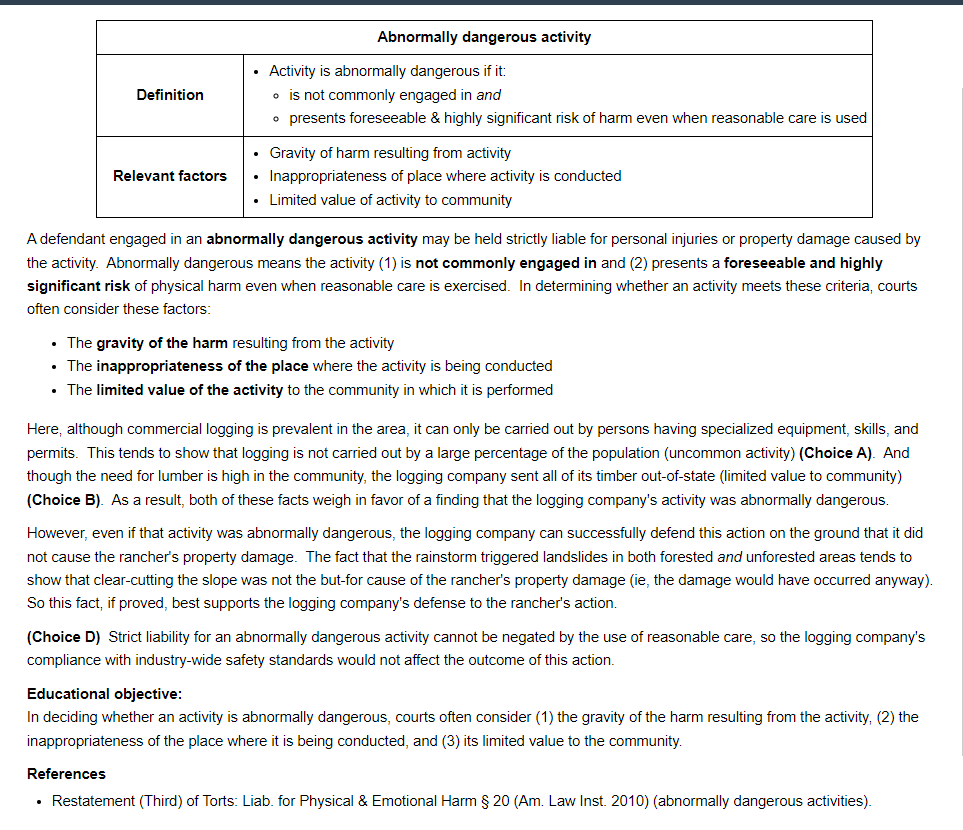 Abnormally dangerous activity
Definition
• Activity is abnormally dangerous if it:
○ is not commonly engaged in and
○ presents foreseeable & highly significant risk of harm even when reasonable care is used
Relevant factors
• Gravity of harm resulting from activity
• Inappropriateness of place where activity is conducted
• Limited value of activity to community
A defendant engaged in an abnormally dangerous activity may be held strictly liable for personal injuries or property damage caused by
the activity.  Abnormally dangerous means the activity (1) is not commonly engaged in and (2) presents a foreseeable and highly
significant risk of physical harm even when reasonable care is exercised.  In determining whether an activity meets these criteria, courts
often consider these factors:
• The gravity of the harm resulting from the activity
• The inappropriateness of the place where the activity is being conducted
• The limited value of the activity to the community in which it is performed
Here, although commercial logging is prevalent in the area, it can only be carried out by persons having specialized equipment, skills, and
permits.  This tends to show that logging is not carried out by a large percentage of the population (uncommon activity) (Choice A).  And
though the need for lumber is high in the community, the logging company sent all of its timber out-of-state (limited value to community)
(Choice B).  As a result, both of these facts weigh in favor of a finding that the logging company's activity was abnormally dangerous.
However, even if that activity was abnormally dangerous, the logging company can successfully defend this action on the ground that it did
not cause the rancher's property damage.  The fact that the rainstorm triggered landslides in both forested and unforested areas tends to
show that clear-cutting the slope was not the but-for cause of the rancher's property damage (ie, the damage would have occurred anyway).
So this fact, if proved, best supports the logging company's defense to the rancher's action.
(Choice D)  Strict liability for an abnormally dangerous activity cannot be negated by the use of reasonable care, so the logging company's
compliance with industry-wide safety standards would not affect the outcome of this action.
Educational objective:
In deciding whether an activity is abnormally dangerous, courts often consider (1) the gravity of the harm resulting from the activity, (2) the
inappropriateness of the place where it is being conducted, and (3) its limited value to the community.
References
• Restatement (Third) of Torts: Liab. for Physical & Emotional Harm § 20 (Am. Law Inst. 2010) (abnormally dangerous activities).